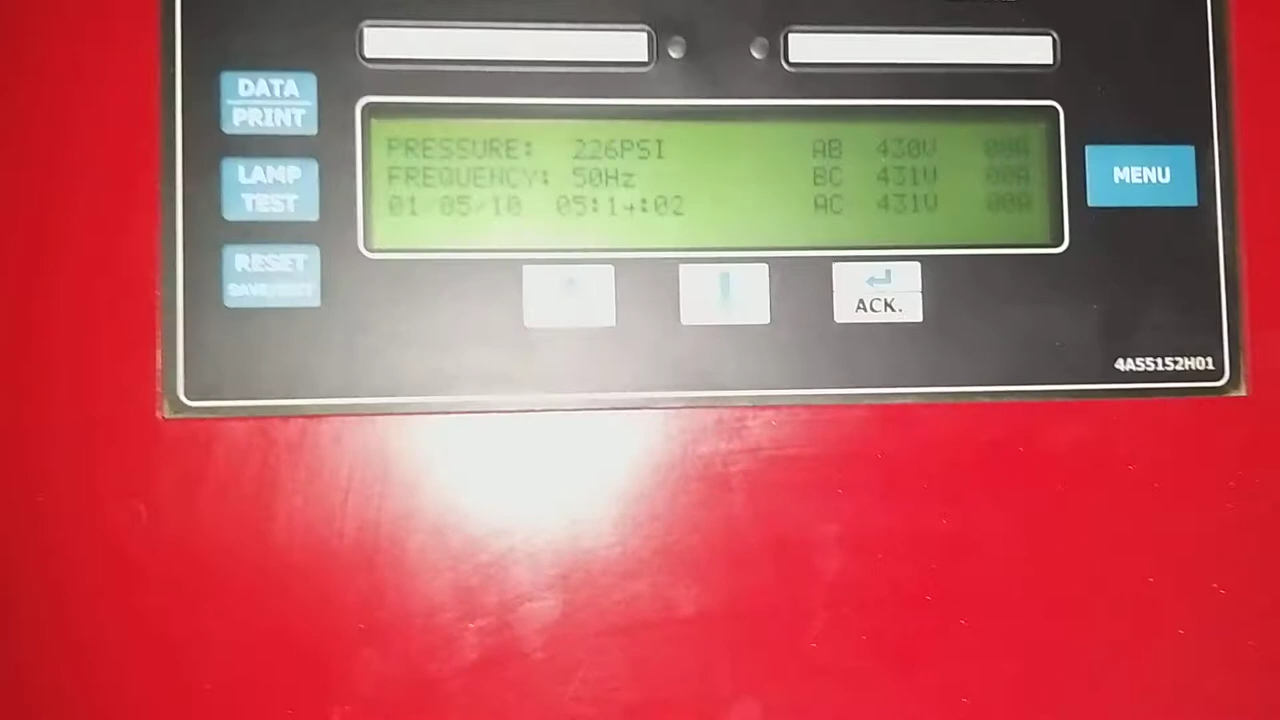 DATA
PRINT
LAMP
TEST
RESET
PRESSURE: 226PSI AB 430V 00A
FREQUENCY: 50Hz BC 431V 00A
01/05/10 05:14:02 AC 431V 00A
MENU
ACK.
4A55152H01